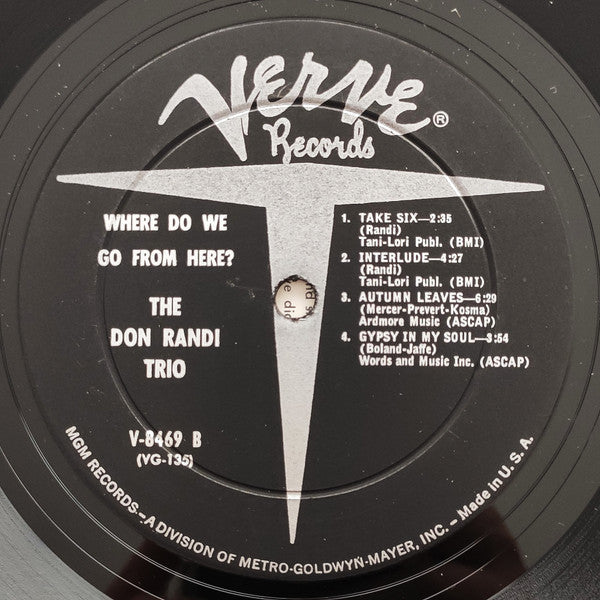 VERVE®
Records
WHERE DO WE
GO FROM HERE?
THE
DON RANDI
TRIO
V-8469 B
(VG-135)
1. TAKE SIX—2:35
(Randi)
Tani-Lori Publ. (BMI)
2. INTERLUDE—4:27
(Randi)
Tani-Lori Publ. (BMI)
3. AUTUMN LEAVES—6:29
(Mercer-Prevert-Kosma)
Ardmore Music (ASCAP)
4. GYPSY IN MY SOUL—3:54
(Boland-Jaffe)
Words and Music Inc. (ASCAP)
MGM RECORDS—A DIVISION OF METRO-GOLDWYN-MAYER, INC. – Made in U. S. A.